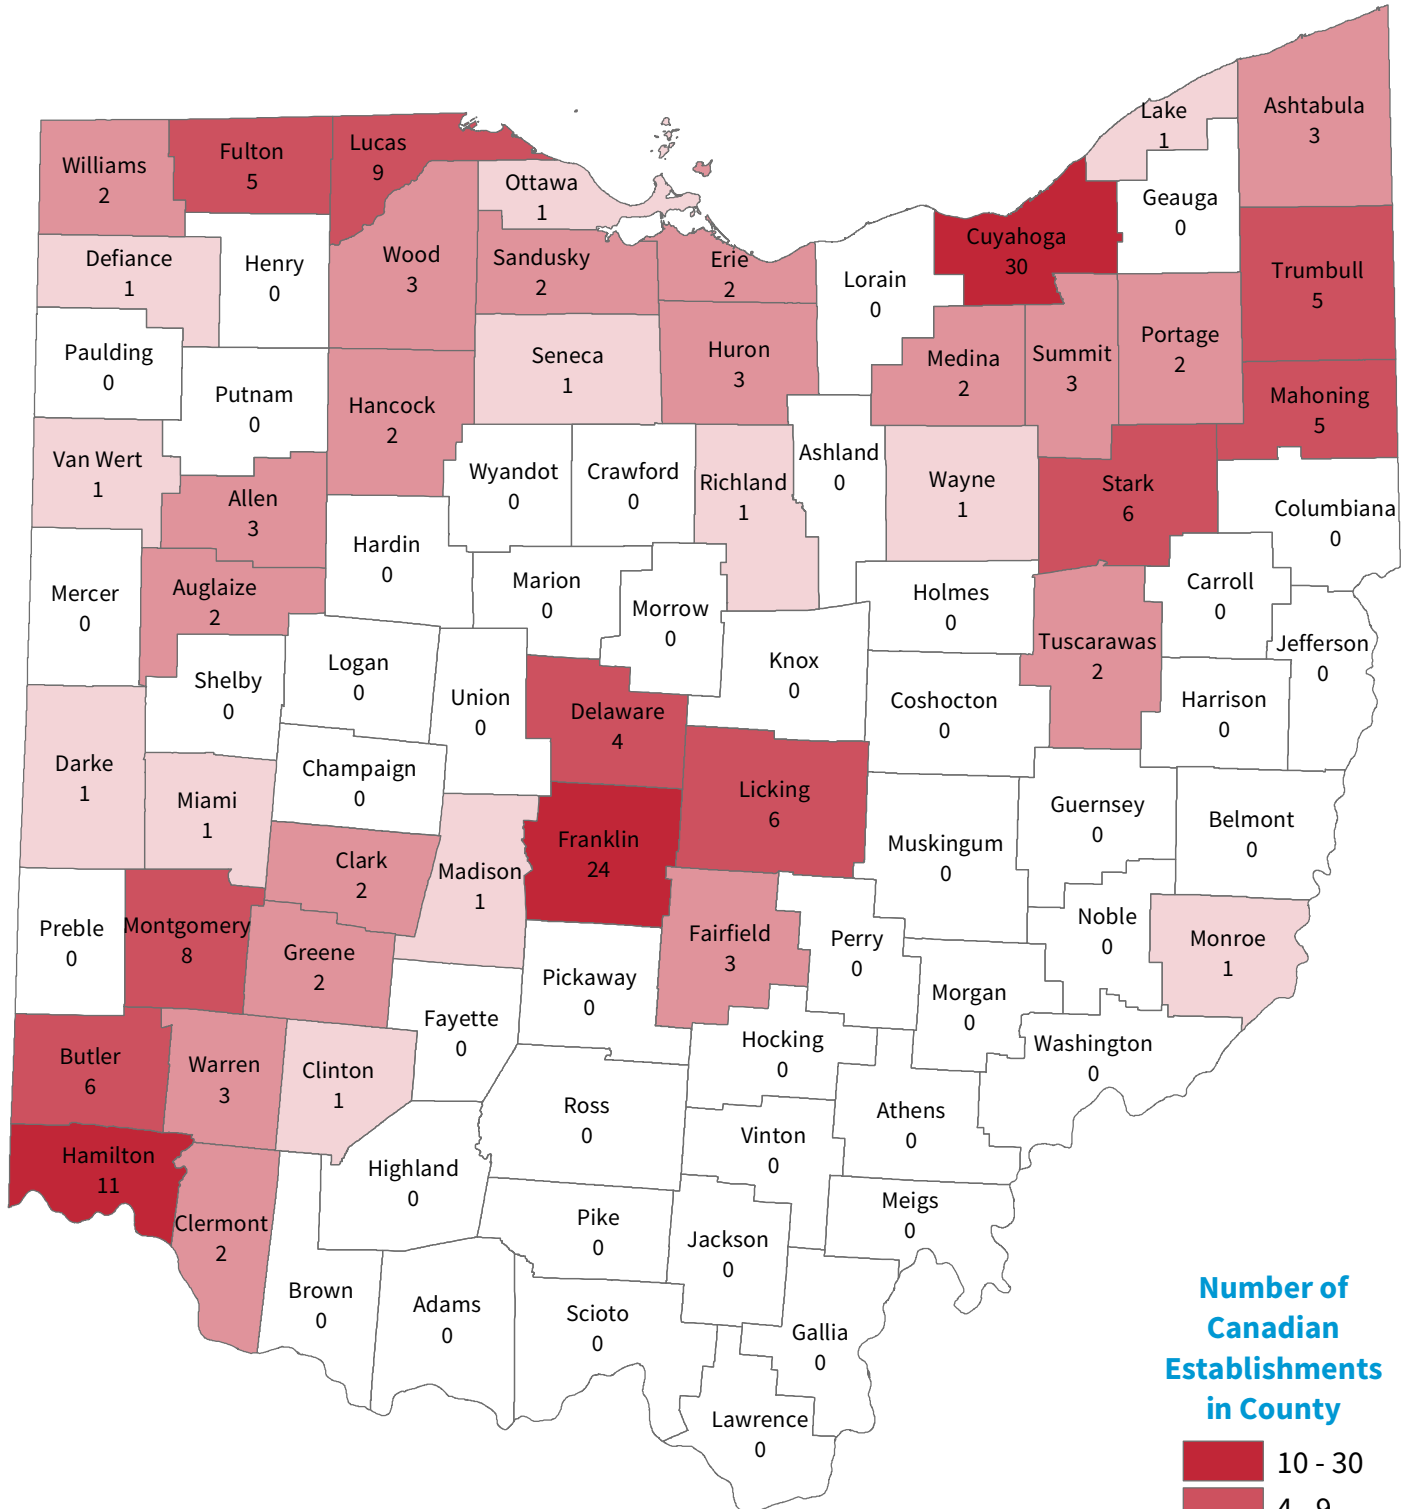 Lake
1
Ashtabula
3
Williams
2
Fulton
5
Lucas
9
Ottawa
1
Geauga
0
Cuyahoga
30
Defiance
1
Henry
0
Wood
3
Sandusky
2
Erie
2
Lorain
0
Trumbull
5
Paulding
0
Putnam
0
Hancock
2
Seneca
1
Huron
3
Medina
2
Summit
3
Portage
2
Mahoning
5
Van Wert
1
Allen
3
Wyandot
0
Crawford
0
Richland
1
Ashland
0
Wayne
1
Stark
6
Columbiana
0
Mercer
0
Auglaize
2
Hardin
0
Marion
0
Morrow
0
Holmes
0
Carroll
0
Tuscarawas
2
Jefferson
0
Shelby
0
Logan
0
Union
0
Delaware
4
Knox
0
Coshocton
0
Harrison
0
Darke
1
Miami
1
Champaign
0
Franklin
24
Licking
6
Muskingum
0
Guernsey
0
Belmont
0
Clark
2
Madison
1
Preble
0
Montgomery
8
Greene
2
Pickaway
0
Fairfield
3
Perry
0
Noble
0
Monroe
1
Fayette
0
Morgan
0
Hocking
0
Washington
0
Butler
6
Warren
3
Clinton
1
Ross
0
Vinton
0
Athens
0
Hamilton
11
Highland
0
Clermont
2
Pike
0
Jackson
0
Meigs
0
Brown
0
Adams
0
Scioto
0
Gallia
0
Lawrence
0
Number of
Canadian
Establishments
in County
10 - 30
4 - 9